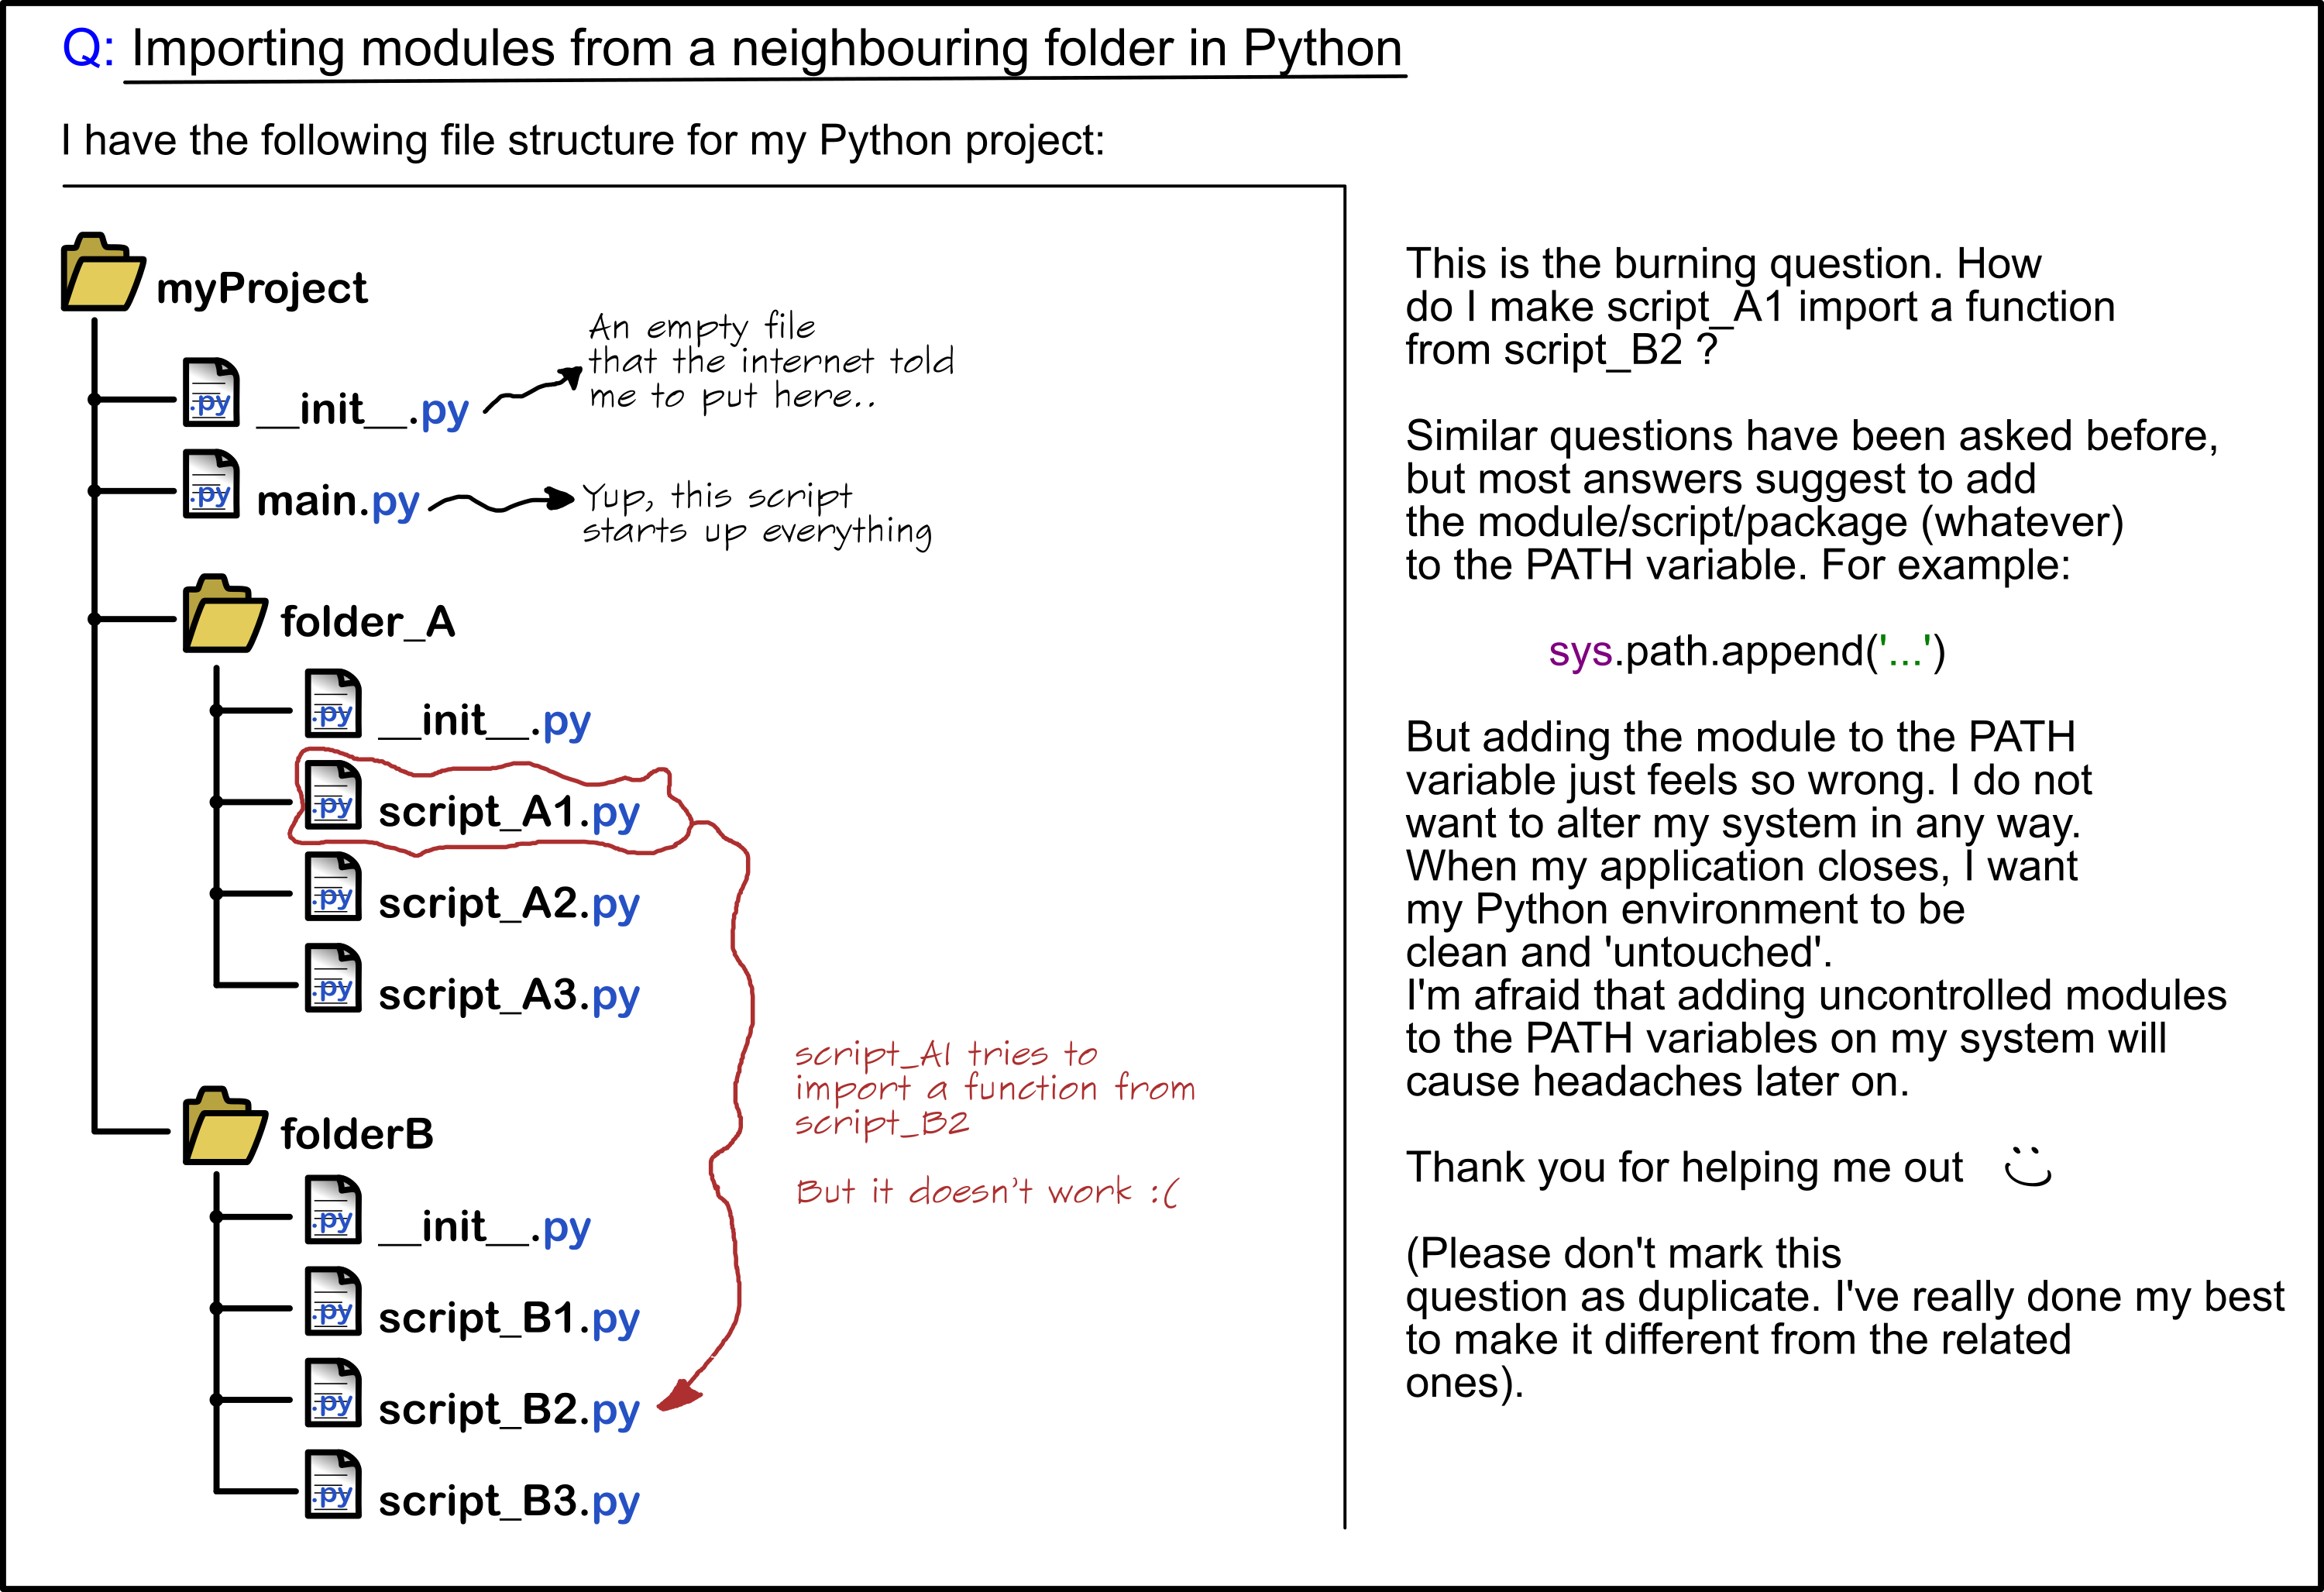 Q: Importing modules from a neighbouring folder in Python
I have the following file structure for my Python project:
myProject
An empty file
that the internet told
me to put here..
.py
__init__.py
.py
main.py
Yup, this script
starts up everything
folder_A
.py
__init__.py
.py
script_A1.py
.py
script_A2.py
.py
script_A3.py
script_A1 tries to
import a function from
script_B2
But it doesn't work :(
folderB
.py
__init__.py
.py
script_B1.py
.py
script_B2.py
.py
script_B3.py
This is the burning question. How
do I make script_A1 import a function
from script_B2 ?
Similar questions have been asked before,
but most answers suggest to add
the module/script/package (whatever)
to the PATH variable. For example:
sys.path.append('...')
But adding the module to the PATH
variable just feels so wrong. I do not
want to alter my system in any way.
When my application closes, I want
my Python environment to be
clean and 'untouched'.
I'm afraid that adding uncontrolled modules
to the PATH variables on my system will
cause headaches later on.
Thank you for helping me out
(Please don't mark this
question as duplicate. I've really done my best
to make it different from the related
ones).